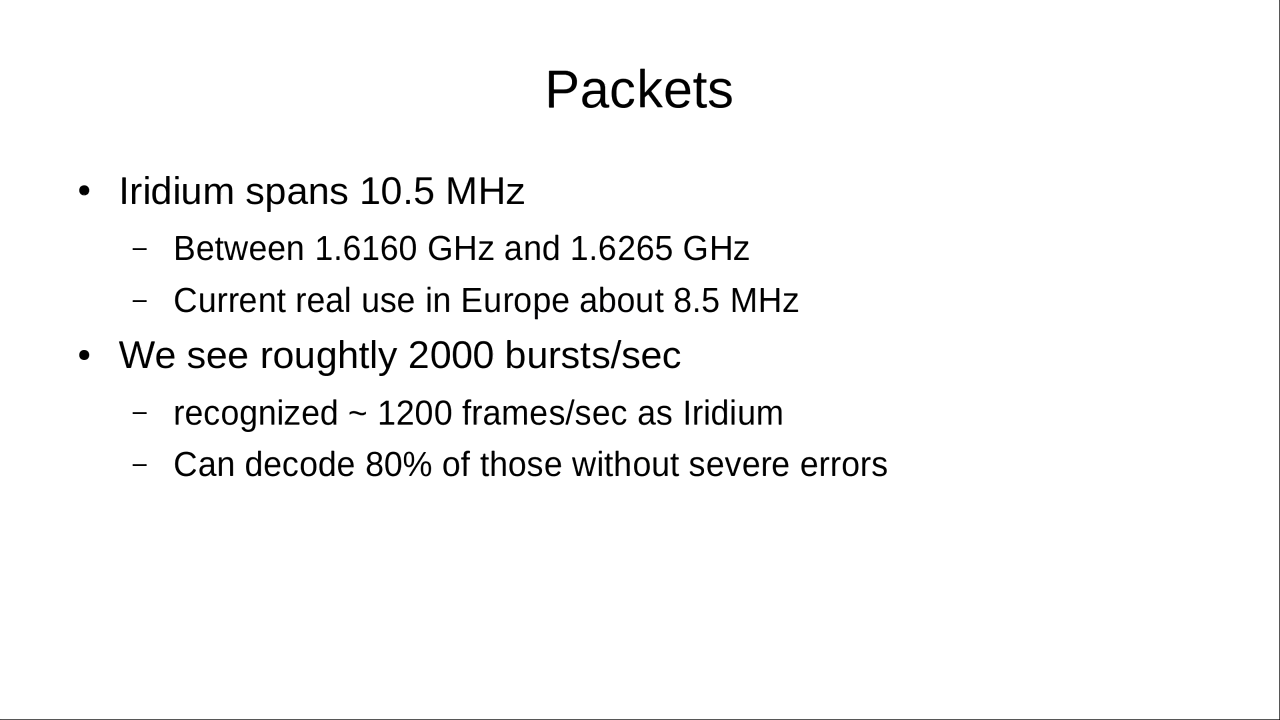 Packets
• Iridium spans 10.5 MHz
– Between 1.6160 GHz and 1.6265 GHz
– Current real use in Europe about 8.5 MHz
• We see roughtly 2000 bursts/sec
– recognized ~ 1200 frames/sec as Iridium
– Can decode 80% of those without severe errors